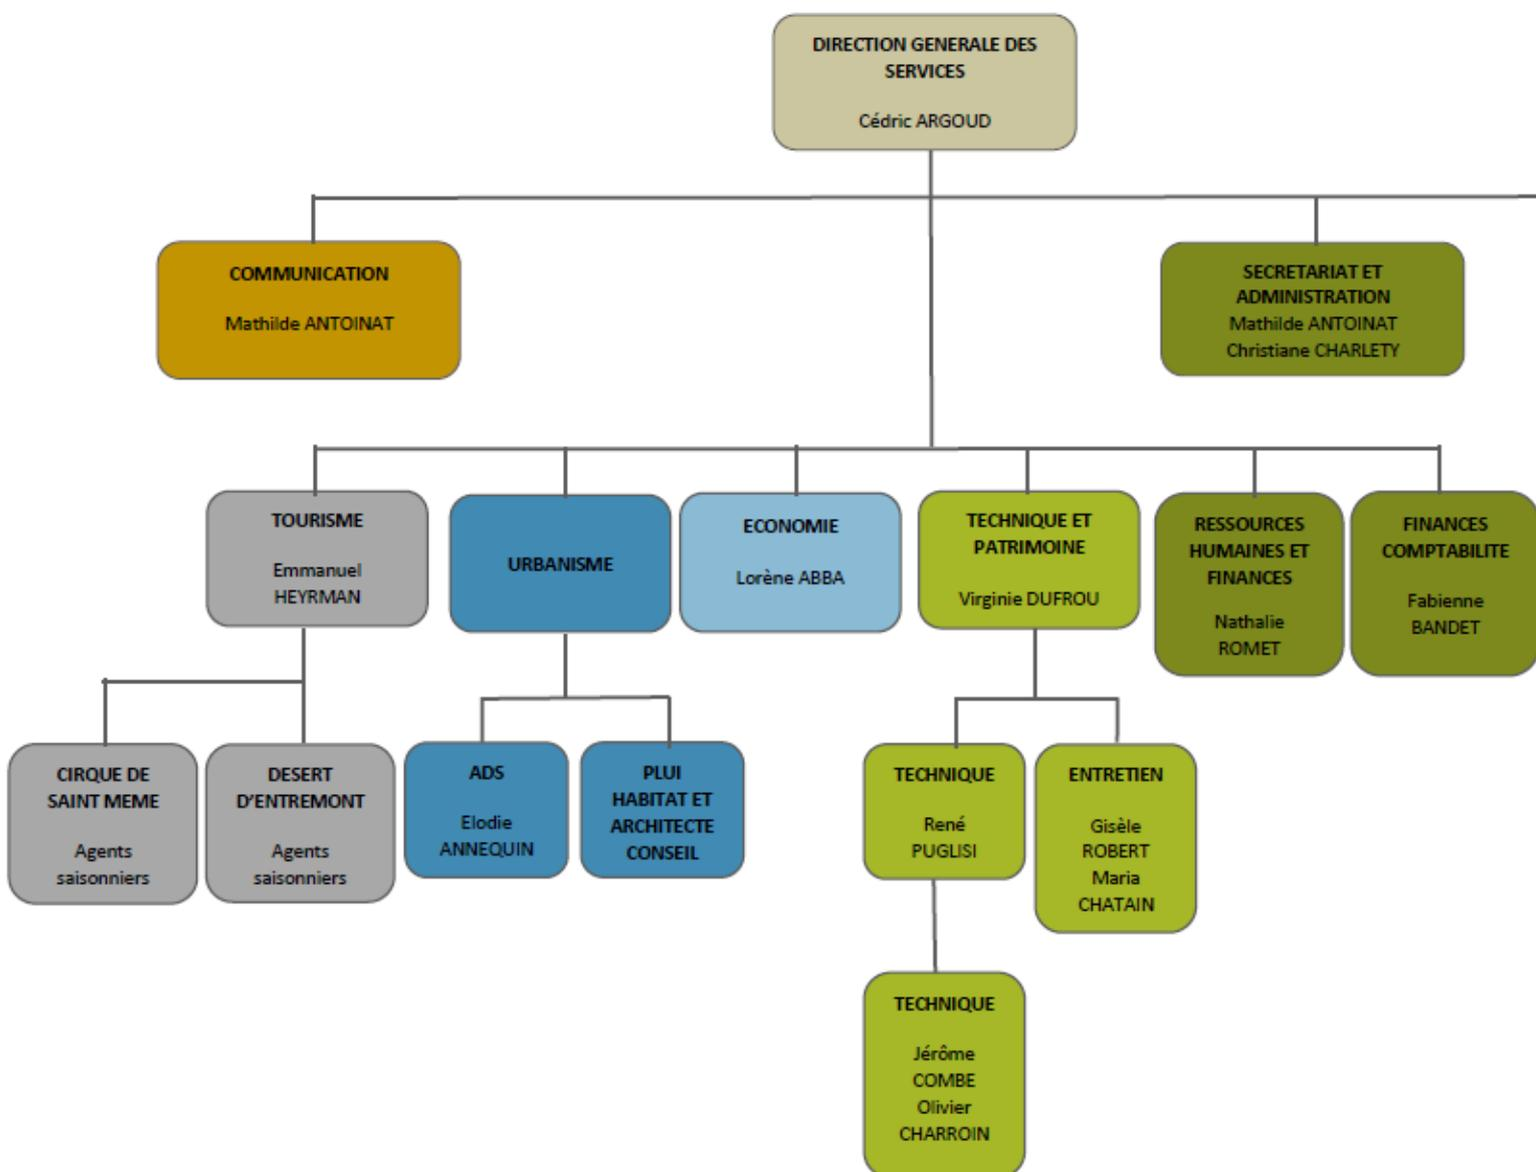 DIRECTION GENERALE DES
SERVICES
Cédric ARGOUD
COMMUNICATION
Mathilde ANTOINAT
SECRETARIAT ET
ADMINISTRATION
Mathilde ANTOINAT
Christiane CHARLETY
TOURISME
Emmanuel
HEYRMAN
URBANISME
ECONOMIE
Lorène ABBA
TECHNIQUE ET
PATRIMOINE
Virginie DUFROU
RESSOURCES
HUMAINES ET
FINANCES
Nathalie
ROMET
FINANCES
COMPTABILITE
Fabienne
BANDET
CIRQUE DE
SAINT MEME
Agents
saisonniers
DESERT
D'ENTREMONT
Agents
saisonniers
ADS
Elodie
ANNEQUIN
PLUI
HABITAT ET
ARCHITECTE
CONSEIL
TECHNIQUE
René
PUGLISI
ENTRETIEN
Gisèle
ROBERT
Maria
CHATAIN
TECHNIQUE
Jérôme
COMBE
Olivier
CHARROIN